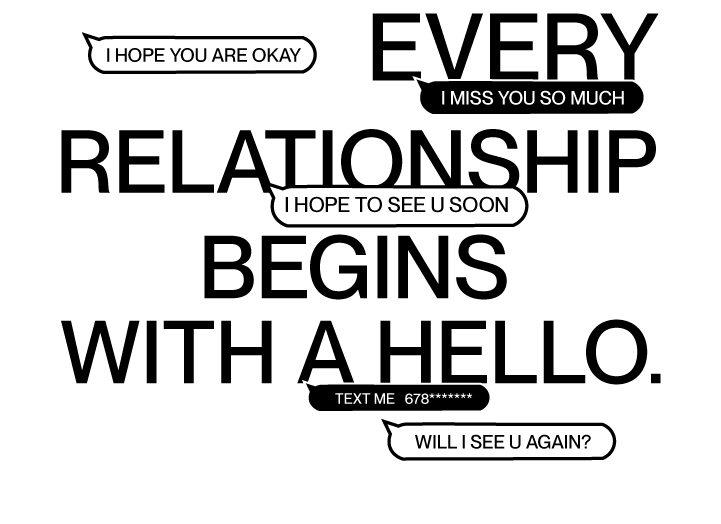 I HOPE YOU ARE OKAY
EVERY
I MISS YOU SO MUCH
RELATIONSHIP
I HOPE TO SEE U SOON
BEGINS
WITH A HELLO.
TEXT ME 678*******
WILL I SEE U AGAIN?